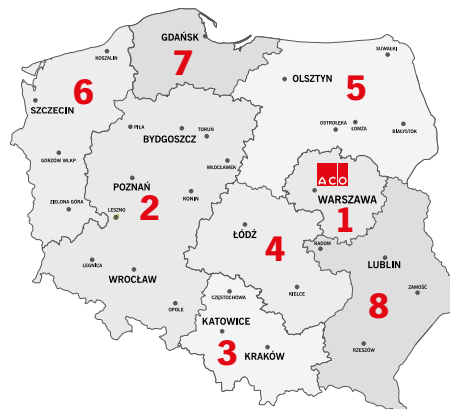 GDAŃSK
KOSZALIN
7
SUWAŁKI
6
OLSZTYN
5
SZCZECIN
PIŁA
BYDGOSZCZ
TORUŃ
OSTROŁĘKA
ŁOMŻA
BIAŁYSTOK
GORZÓW WLKP
WŁOCŁAWEK
ACO
POZNAŃ
KONIN
WARSZAWA
ZIELONA GÓRA
LESZNO
2
1
ŁÓDŹ
4
RADOM
LEGNICA
WROCŁAW
LUBLIN
CZĘSTOCHOWA
KIELCE
ZAMOŚĆ
OPOLE
8
KATOWICE
3
KRAKÓW
RZESZÓW